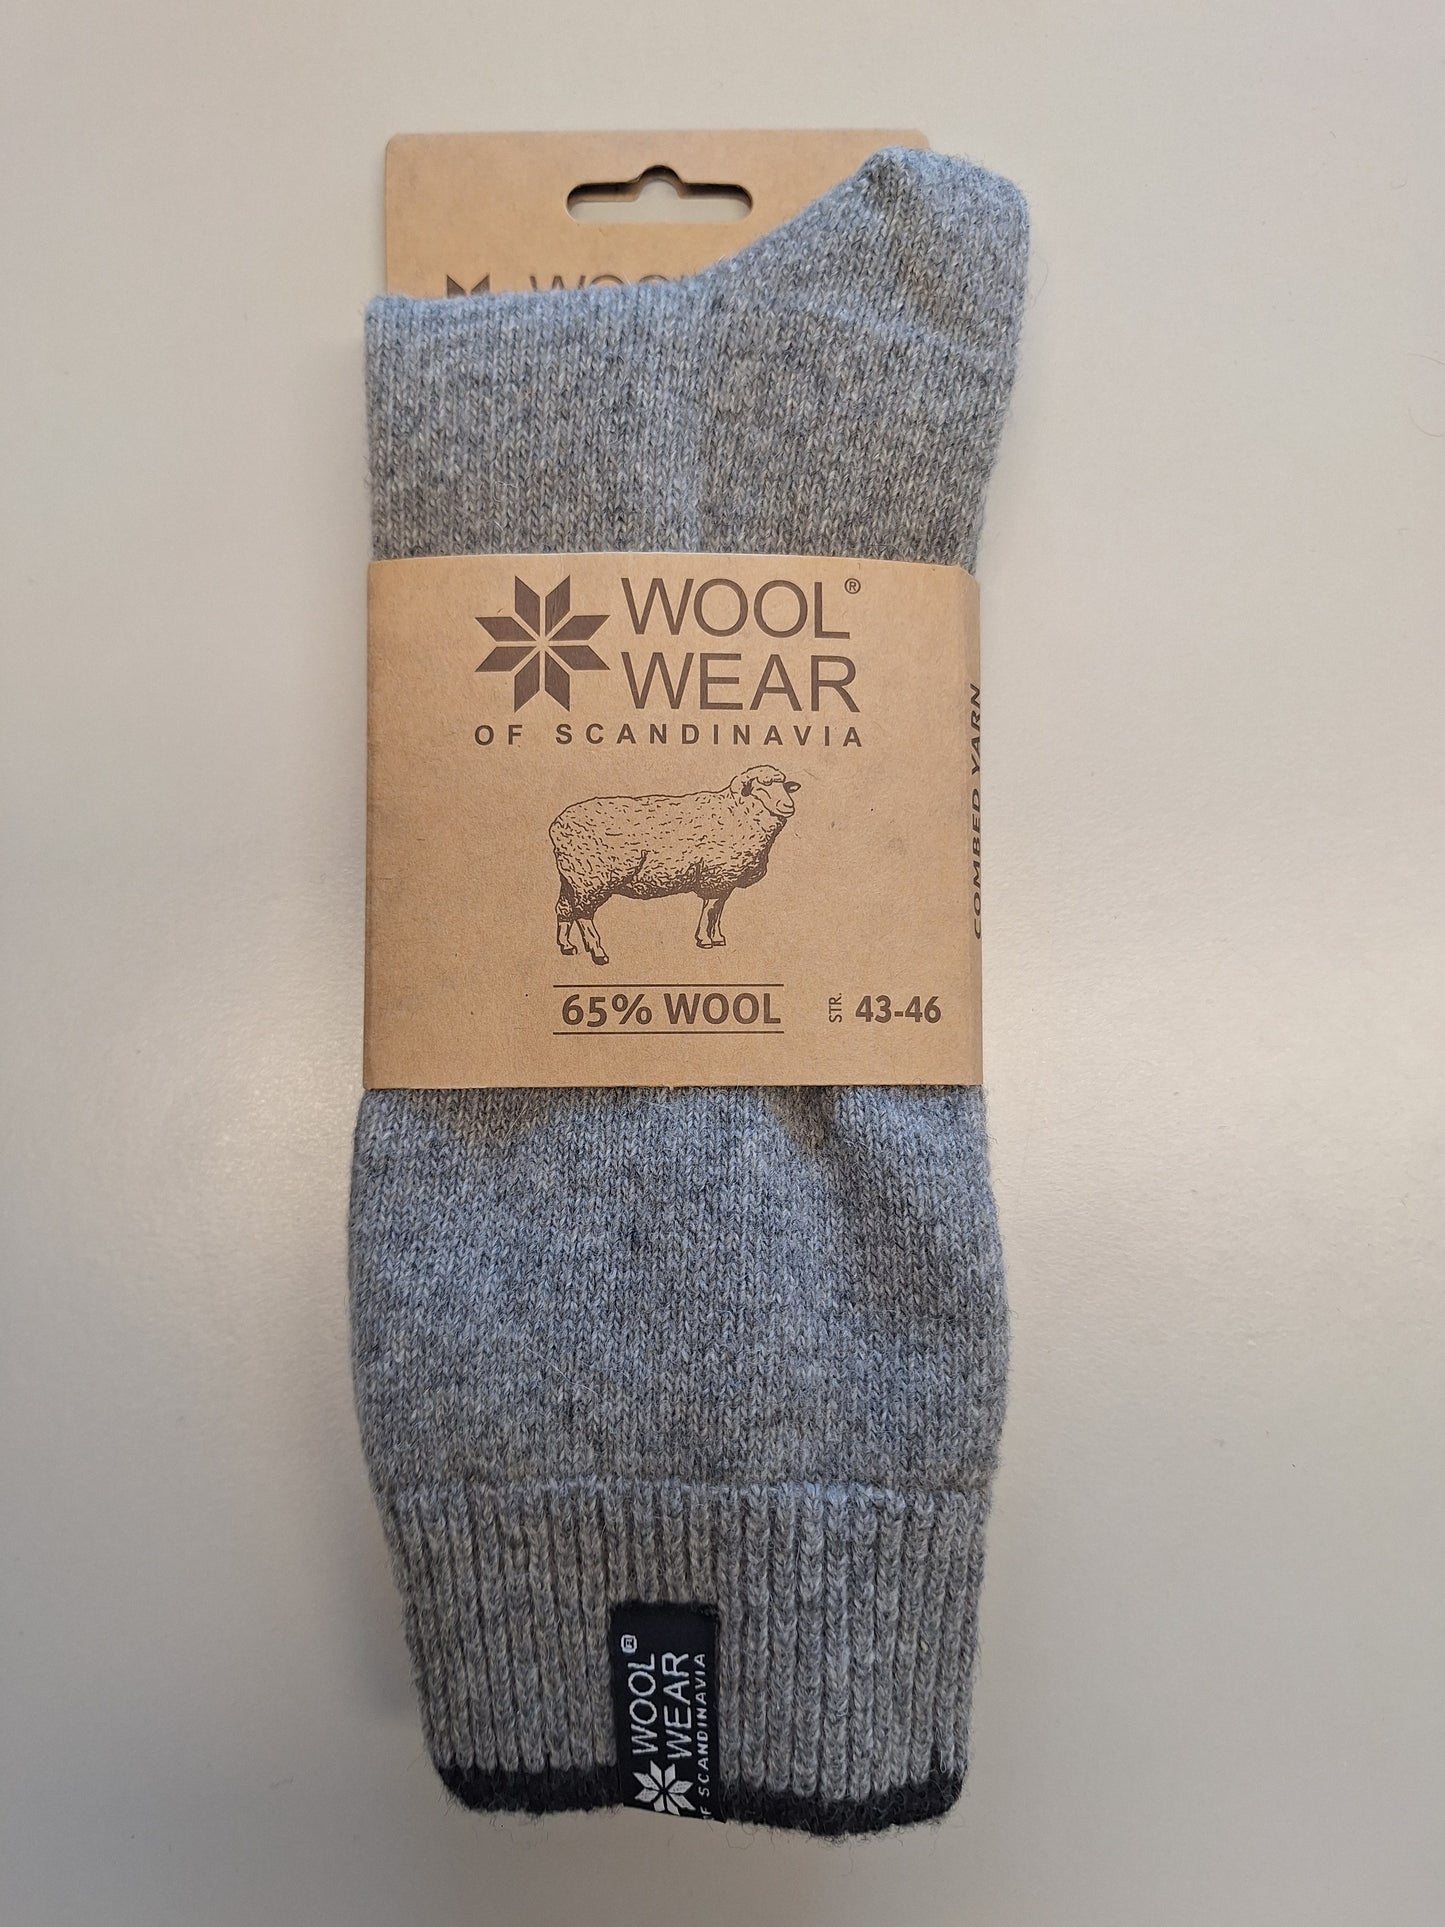 WOOL®
WEAR
OF SCANDINAVIA
65% WOOL
STR. 43-46
COMBED YARN
WOOL®
WEAR
OF SCANDINAVIA